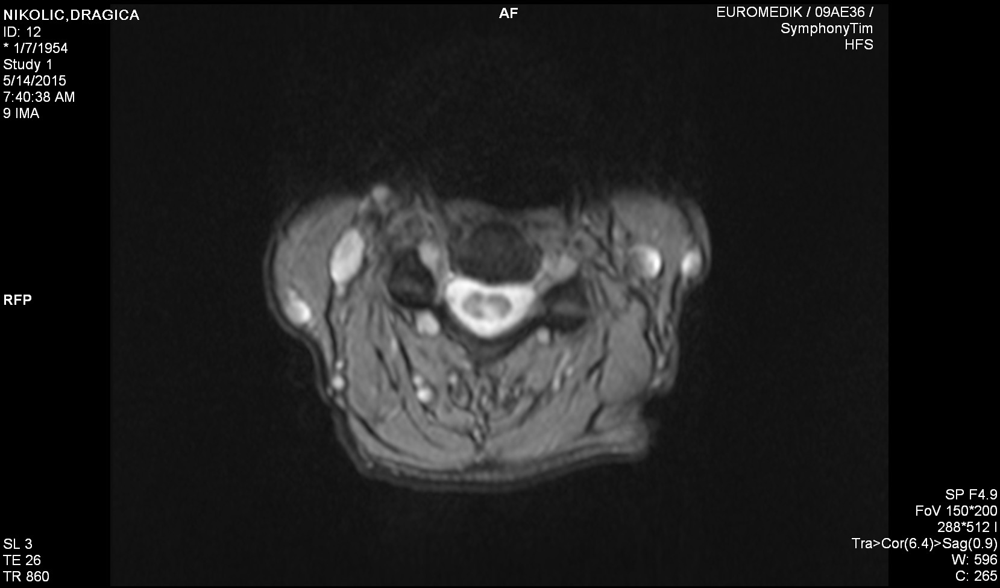 NIKOLIC,DRAGICA
ID: 12
* 1/7/1954
Study 1
5/14/2015
7:40:38 AM
9 IMA
AF
EUROMEDIK / 09AE36 /
SymphonyTim
HFS
RFP
SL 3
TE 26
TR 860
SP F4.9
FoV 150*200
288*512 I
Tra>Cor(6.4)>Sag(0.9)
W: 596
C: 265